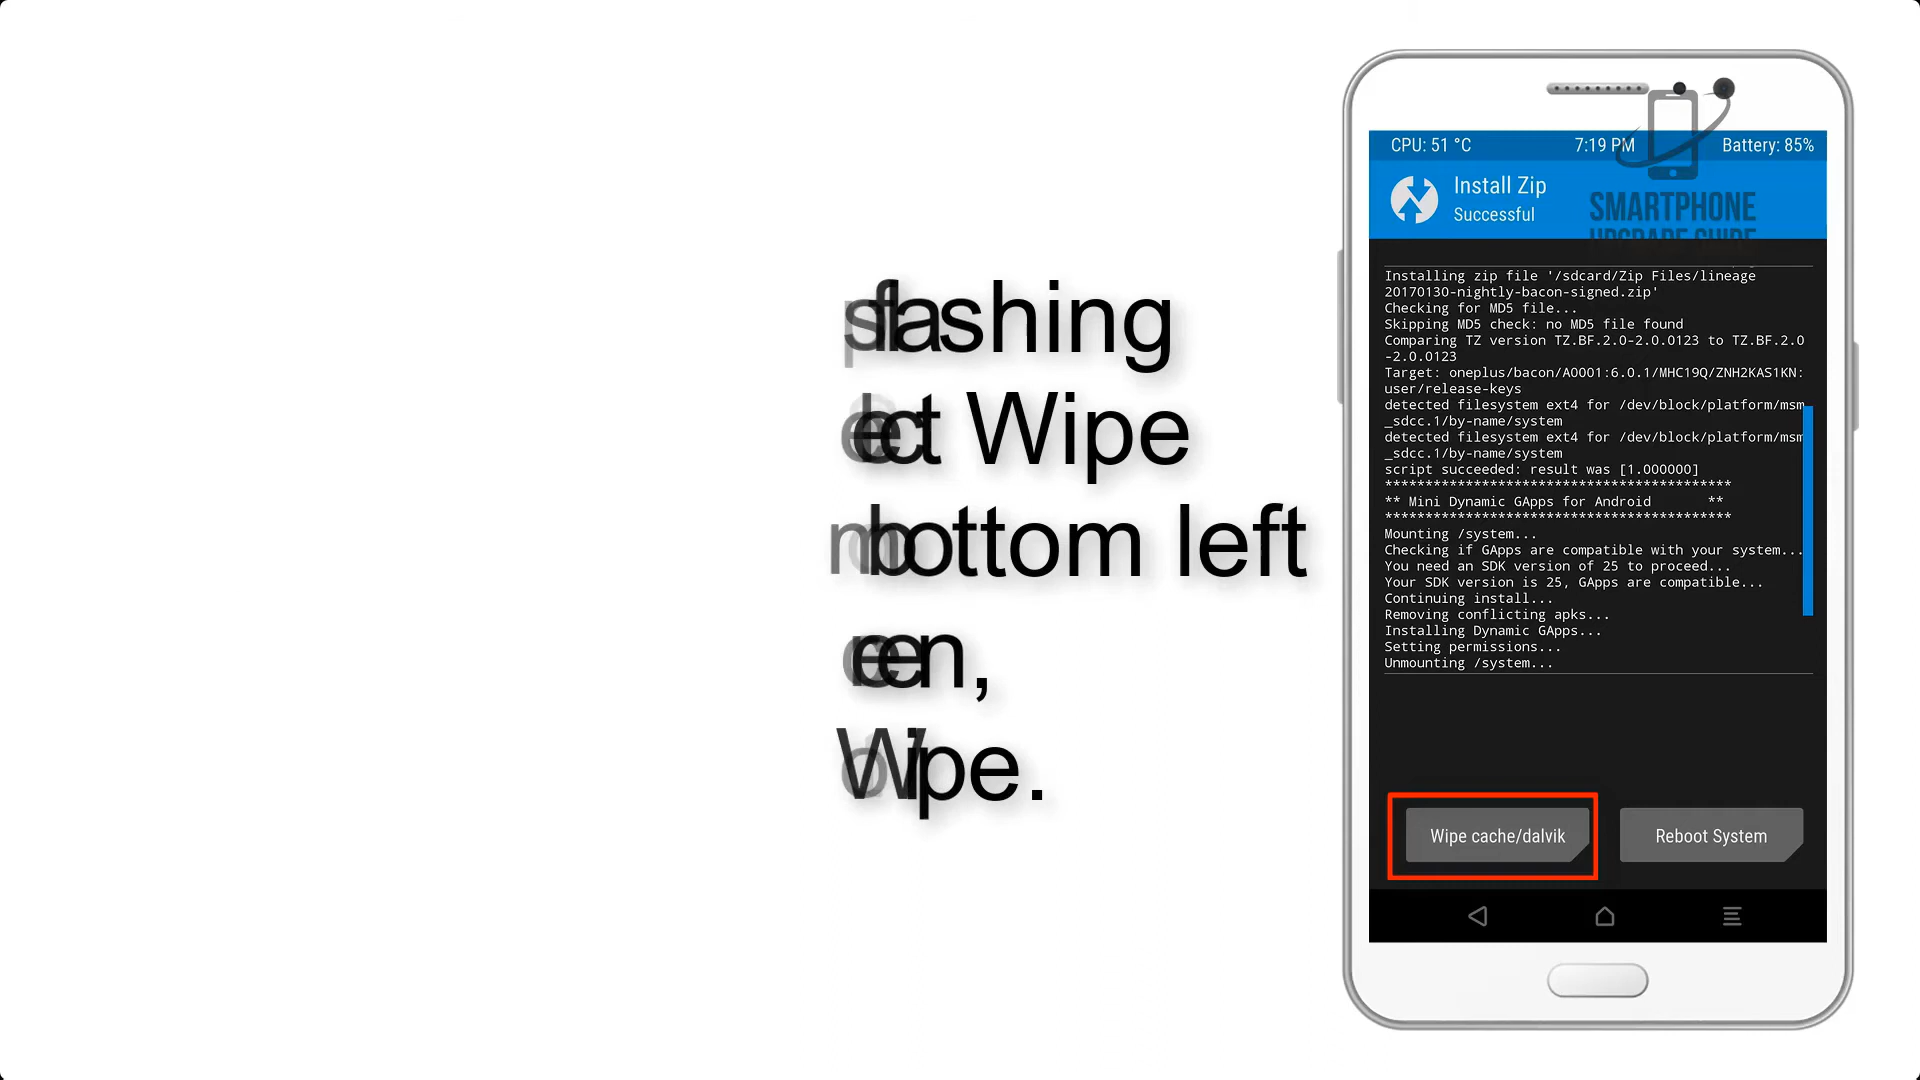 flashing
Wipe
bottom left
Wipe.
CPU: 51 °C
7:19 PM
Battery: 85%
Install Zip
Successful
SMARTPHONE
UPGRADE GUIDE
Installing zip file '/sdcard/Zip Files/lineage
20170130-nightly-bacon-signed.zip'
Checking for MD5 file...
Skipping MD5 check: no MD5 file found
Comparing TZ version TZ.BF.2.0-2.0.0123 to TZ.BF.2.0
-2.0.0123
Target: oneplus/bacon/A0001:6.0.1/MHC19Q/ZNH2KAS1KN:
user/release-keys
detected filesystem ext4 for /dev/block/platform/msm
_sdcc.1/by-name/system
detected filesystem ext4 for /dev/block/platform/msm
_sdcc.1/by-name/system
script succeeded: result was [1.000000]
******************************************
** Mini Dynamic GApps for Android **
******************************************
Mounting /system...
Checking if GApps are compatible with your system...
You need an SDK version of 25 to proceed...
Your SDK version is 25, GApps are compatible...
Continuing install...
Removing conflicting apks...
Installing Dynamic GApps...
Setting permissions...
Unmounting /system...
Wipe cache/dalvik
Reboot System